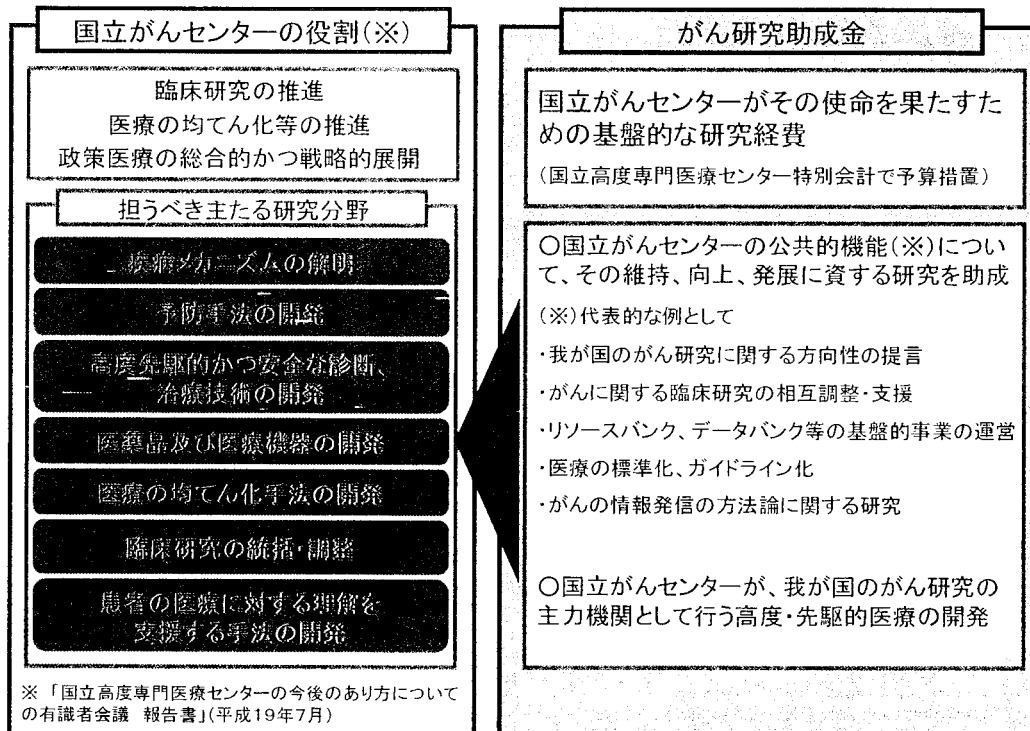 国立がんセンターの役割(※)
臨床研究の推進
医療の均てん化等の推進
政策医療の総合的かつ戦略的展開
担うべき主たる研究分野
疾病メカニズムの解明
予防手法の開発
高度先駆的かつ安全な診断、
治療技術の開発
医薬品及び医療機器の開発
医療の均てん化手法の開発
臨床研究の統括・調整
患者の医療に対する理解を
支援する手法の開発
※ 「国立高度専門医療センターの今後のあり方について
の有識者会議 報告書」(平成19年7月)
がん研究助成金
国立がんセンターがその使命を果たすた
めの基盤的な研究経費
(国立高度専門医療センター特別会計で予算措置)
○国立がんセンターの公共的機能(※)につい
て、その維持、向上、発展に資する研究を助成
(※)代表的な例として
・我が国のがん研究に関する方向性の提言
・がんに関する臨床研究の相互調整・支援
・リソースバンク、データバンク等の基盤的事業の運営
・医療の標準化、ガイドライン化
・がんの情報発信の方法論に関する研究
○国立がんセンターが、我が国のがん研究の
主力機関として行う高度・先駆的医療の開発